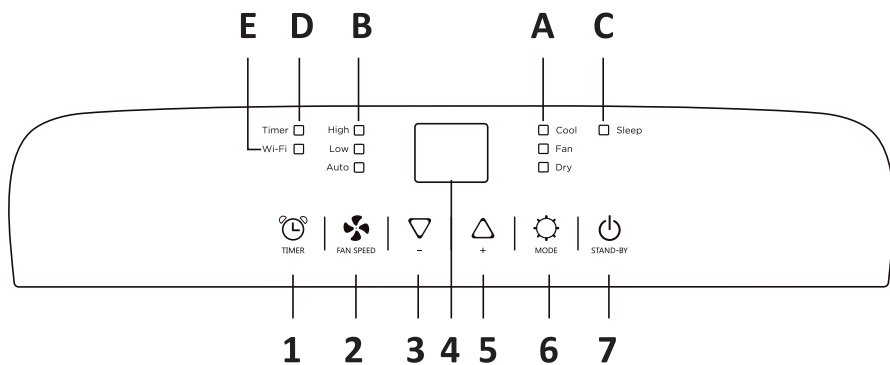 E D B A C
Timer High Cool Sleep
Wi-Fi Low Fan
Auto Dry
TIMER FAN SPEED - + MODE STAND-BY
1 2 3 4 5 6 7